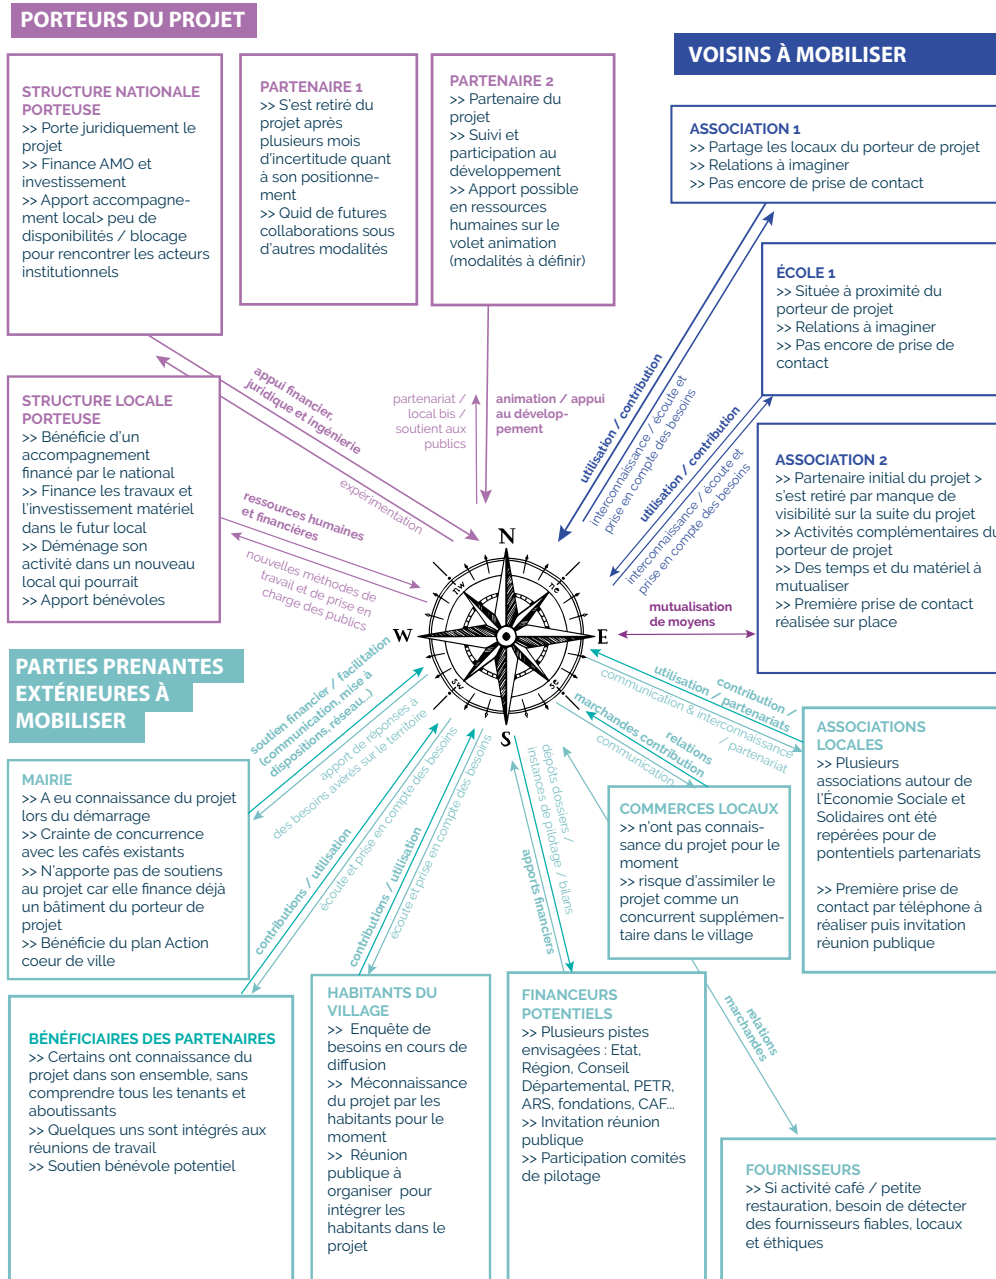 PORTEURS DU PROJET
STRUCTURE NATIONALE
PORTEUSE
>> Porte juridiquement le
projet
>> Finance AMO et
investissement
>> Apport accompagne-
ment local> peu de
disponibilités / blocage
pour rencontrer les acteurs
institutionnels
PARTENAIRE 1
>> S'est retiré du
projet après
plusieurs mois
d'incertitude quant
à son positionne-
ment
>> Quid de futures
collaborations sous
d'autres modalités
PARTENAIRE 2
>> Partenaire du
projet
>> Suivi et
participation au
développement
>> Apport possible
en ressources
humaines sur le
volet animation
(modalités à définir)
VOISINS À MOBILISER
ASSOCIATION 1
>> Partage les locaux du porteur de projet
>> Relations à imaginer
>> Pas encore de prise de contact
ÉCOLE 1
>> Située à proximité du
porteur de projet
>> Relations à imaginer
>> Pas encore de prise de
contact
ASSOCIATION 2
>> Partenaire initial du projet >
s'est retiré par manque de
visibilité sur la suite du projet
>> Activités complémentaires du
porteur de projet
>> Des temps et du matériel à
mutualiser
>> Première prise de contact
réalisée sur place
STRUCTURE LOCALE
PORTEUSE
>> Bénéficie d'un
accompagnement
financé par le national
>> Finance les travaux et
l'investissement matériel
dans le futur local
>> Déménage son
activité dans un nouveau
local qui pourrait
>> Apport bénévoles
appui financier,
juridique et ingénierie
expérimentation
ressources humaines
et financières
nouvelles méthodes de
travail et de prise en
charge des publics
partenariat /
local bis /
soutient aux
publics
animation / appui
au dévelop-
pement
utilisation / contribution
interconnaissance / écoute et
prise en compte des besoins
utilisation / contribution
interconnaissance / écoute et
prise en compte des besoins
mutualisation
de moyens
N
W
E
S
nw
ne
sw
se
PARTIES PRENANTES
EXTÉRIEURES À
MOBILISER
soutien financier / facilitation
(communication, mise à
dispositions, réseau...)
apport de réponses à
des besoins avérés sur le territoire
contributions / utilisation
écoute et prise en compte des besoins
contributions / utilisation
écoute et prise en compte des besoins
apports financiers
dépôts dossiers /
instances de pilotage / bilans
relations
marchandes contribution
communication
contribution /
utilisation / partenariats
communication & interconnaissance
/ partenariat
relations
marchandes
MAIRIE
>> A eu connaissance du projet
lors du démarrage
>> Crainte de concurrence
avec les cafés existants
>> N'apporte pas de soutiens
au projet car elle finance déjà
un bâtiment du porteur de
projet
>> Bénéficie du plan Action
coeur de ville
COMMERCES LOCAUX
>> n'ont pas connais-
sance du projet pour le
moment
>> risque d'assimiler le
projet comme un
concurrent supplémen-
taire dans le village
ASSOCIATIONS
LOCALES
>> Plusieurs
associations autour de
l'Économie Sociale et
Solidaires ont été
repérées pour de
pontentiels partenariats
>> Première prise de
contact par téléphone à
réaliser puis invitation
réunion publique
BÉNÉFICIAIRES DES PARTENAIRES
>> Certains ont connaissance du
projet dans son ensemble, sans
comprendre tous les tenants et
aboutissants
>> Quelques uns sont intégrés aux
réunions de travail
>> Soutien bénévole potentiel
HABITANTS DU
VILLAGE
>> Enquête de
besoins en cours de
diffusion
>> Méconnaissance
du projet par les
habitants pour le
moment
>> Réunion
publique à
organiser pour
intégrer les
habitants dans le
projet
FINANCEURS
POTENTIELS
>> Plusieurs pistes
envisagées : Etat,
Région, Conseil
Départemental, PETR,
ARS, fondations, CAF...
>> Invitation réunion
publique
>> Participation comités
de pilotage
FOURNISSEURS
>> Si activité café / petite
restauration, besoin de détecter
des fournisseurs fiables, locaux
et éthiques